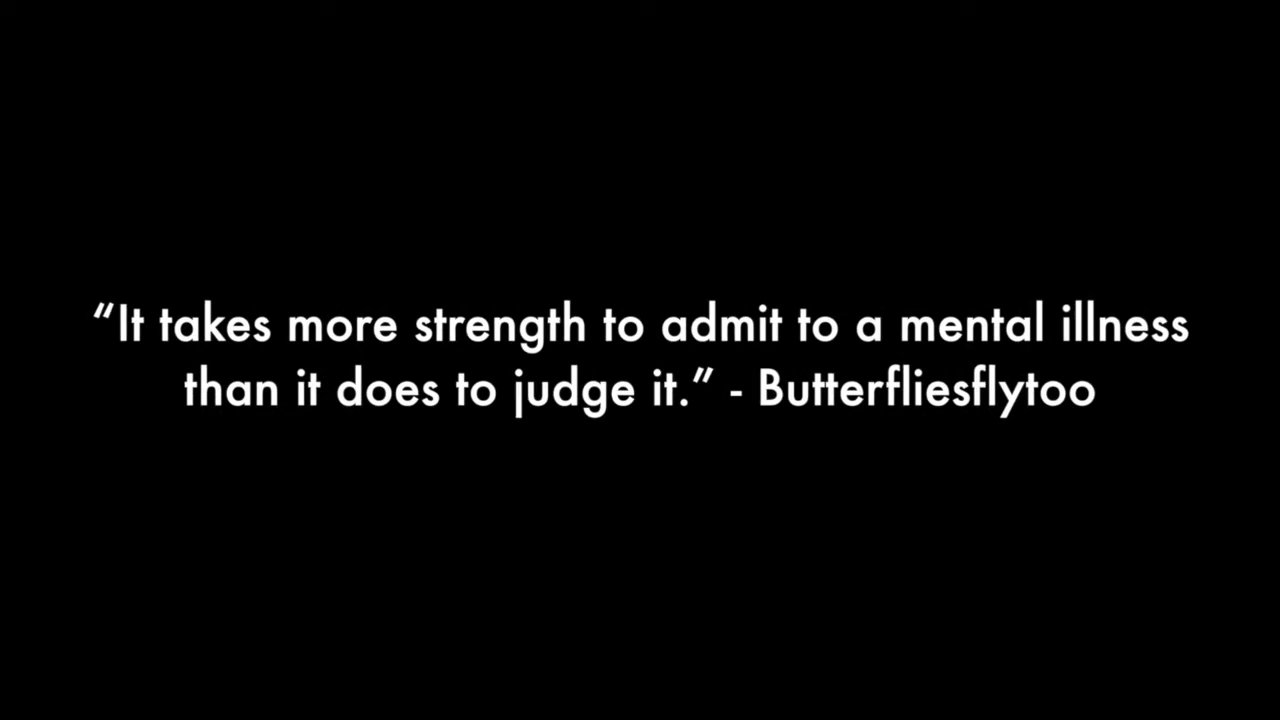 “It takes more strength to admit to a mental illness
than it does to judge it.” - Butterfliesflytoo